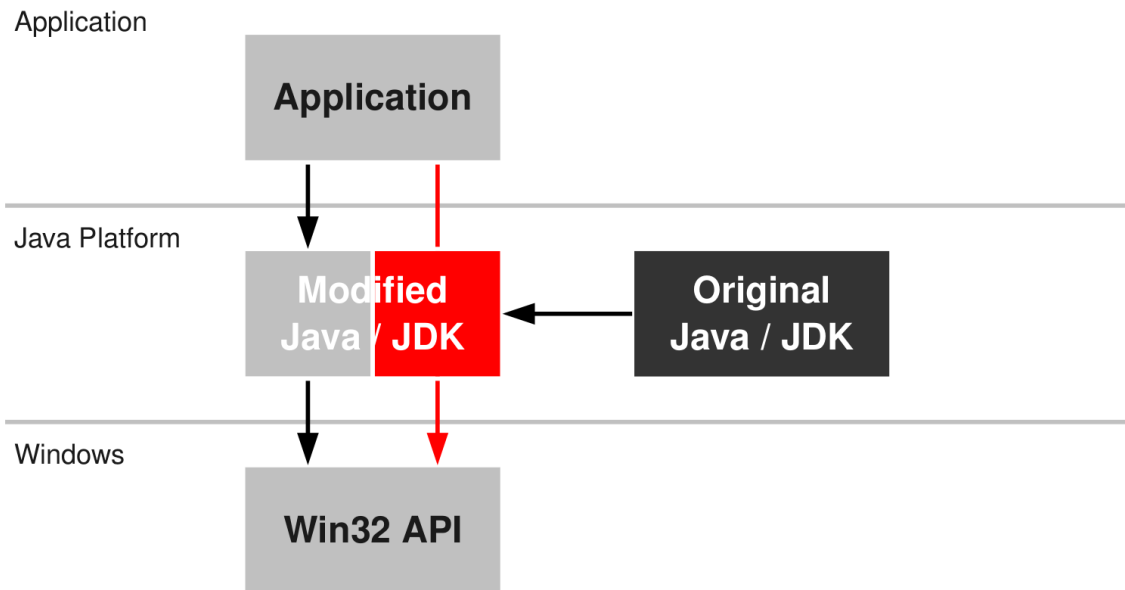 Application
Application
Java Platform
Modified
Java / JDK
Original
Java / JDK
Windows
Win32 API